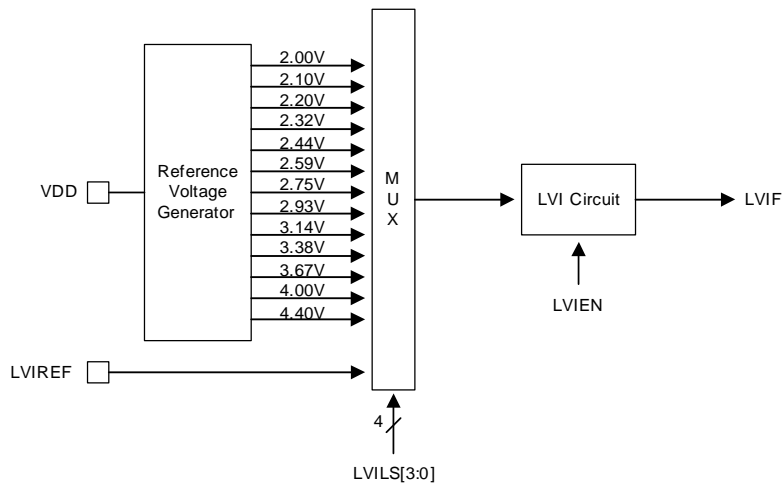 2.00V
2.10V
2.20V
2.32V
2.44V
2.59V
2.75V
2.93V
3.14V
3.38V
3.67V
4.00V
4.40V
Reference
Voltage
Generator
VDD
LVIREF
M
U
X
4
LVILS[3:0]
LVI Circuit
LVIEN
LVIF